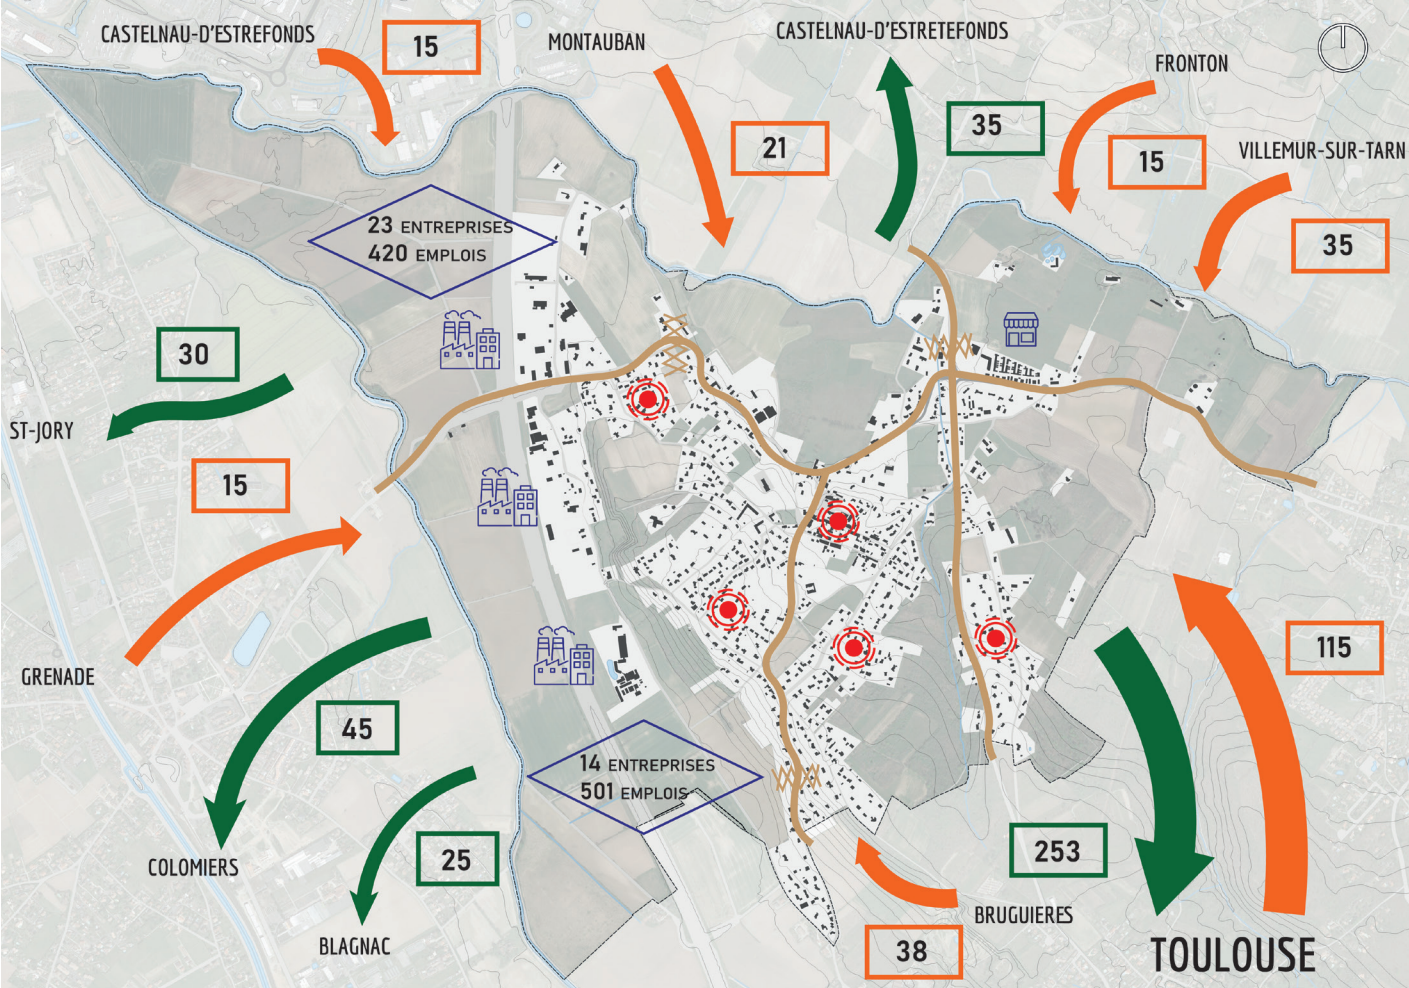 CASTELNAU-D'ESTREFONDS
15
MONTAUBAN
21
CASTELNAU-D'ESTRETEFONDS
35
FRONTON
15
VILLEMUR-SUR-TARN
35
23 ENTREPRISES
420 EMPLOIS
30
ST-JORY
15
GRENADE
45
COLOMIERS
25
BLAGNAC
14 ENTREPRISES
501 EMPLOIS
115
253
BRUGUIERES
38
TOULOUSE